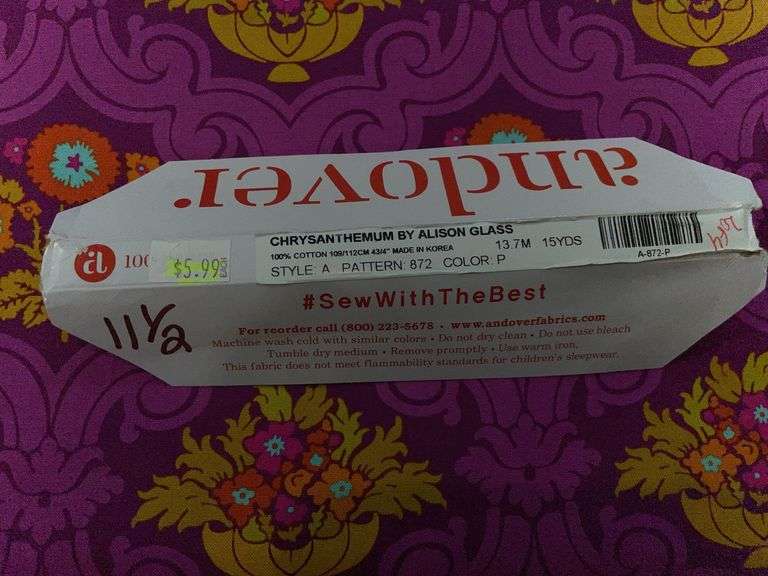 andover
100
$5.99
CHRYSANTHEMUM BY ALISON GLASS
100% COTTON 109/112CM 43/4" MADE IN KOREA
13.7M 15YDS
STYLE: A PATTERN: 872 COLOR: P
A-872-P
11 1/2
#SewWithTheBest
For reorder call (800) 223-5678 • www.andoverfabrics.com
Machine wash cold with similar colors • Do not dry clean • Do not use bleach
Tumble dry medium • Remove promptly • Use warm iron.
This fabric does not meet flammability standards for children's sleepwear.